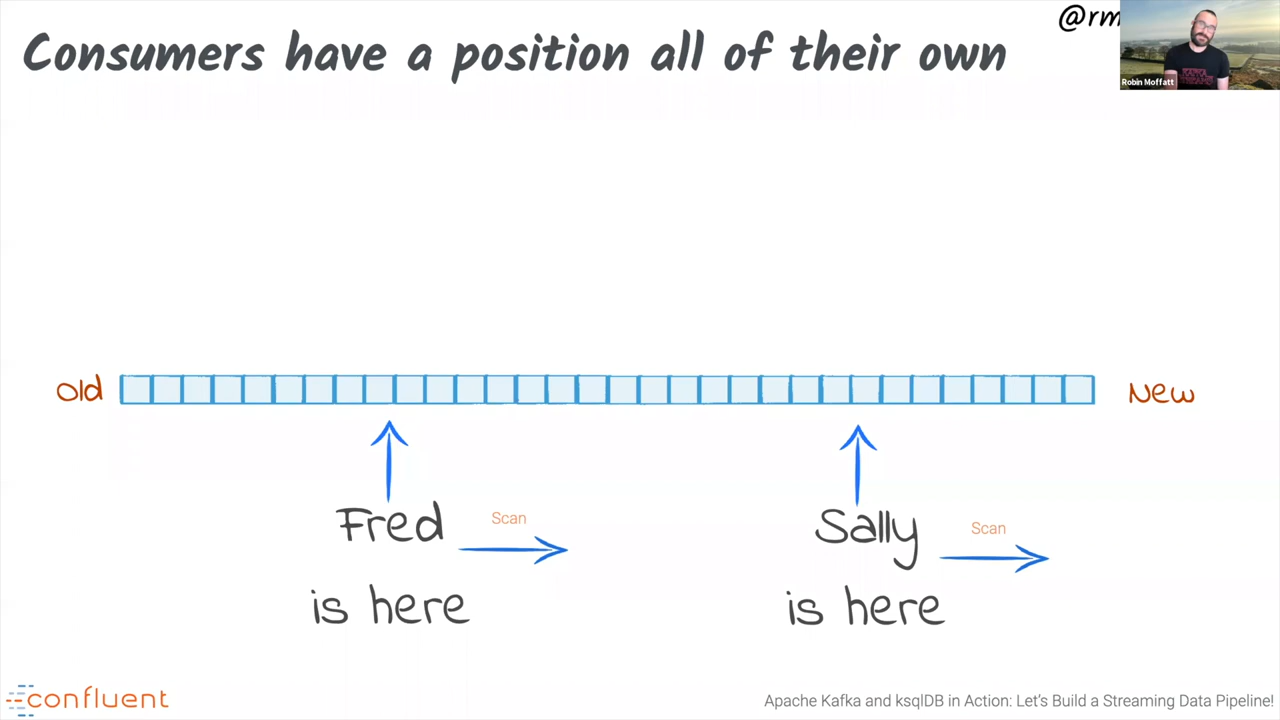 Consumers have a position all of their own
@rm
Robin Moffatt
Old
New
Fred
Scan
is here
Sally
Scan
is here
confluent
Apache Kafka and ksqlDB in Action: Let's Build a Streaming Data Pipeline!